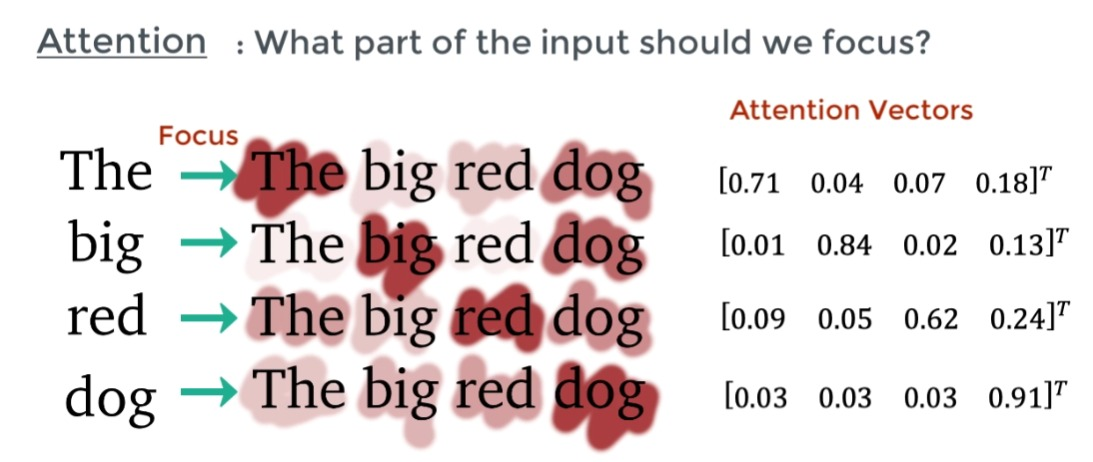 Attention : What part of the input should we focus?
Attention Vectors
Focus
The → The big red dog [0.71 0.04 0.07 0.18]ᵀ
big → The big red dog [0.01 0.84 0.02 0.13]ᵀ
red → The big red dog [0.09 0.05 0.62 0.24]ᵀ
dog → The big red dog [0.03 0.03 0.03 0.91]ᵀ